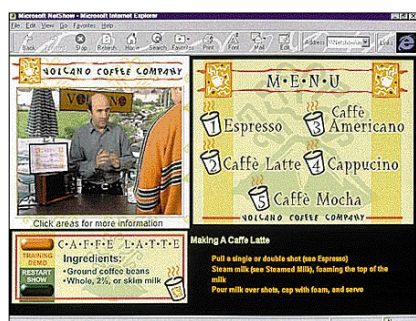 Microsoft NetShow - Microsoft Internet Explorer
File Edit View Go Favorites Help
Back Stop Refresh Home Search Favorites Print Font Mail Edit Address
VOLCANO COFFEE COMPANY
Click areas for more information
M•E•N•U
1 Espresso
3 Caffè Americano
2 Caffè Latte
4 Cappucino
5 Caffè Mocha
VOLCANO COFFEE COMPANY
TRAINING DEMO
RESTART SHOW
C•A•F•F•E L•A•T•T•E
Ingredients:
•Ground coffee beans
•Whole, 2%, or skim milk
Making A Caffe Latte
Pull a single or double shot (see Espresso)
Steam milk (see Steamed Milk), foaming the top of the
milk
Pour milk over shots, cap with foam, and serve